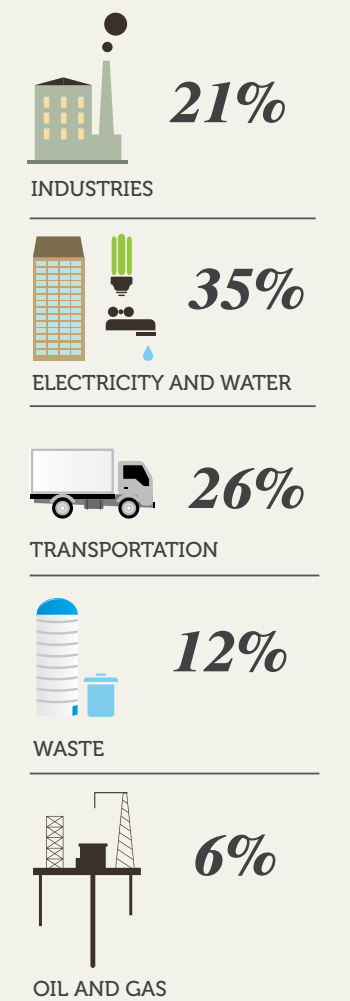 21%
INDUSTRIES
35%
ELECTRICITY AND WATER
26%
TRANSPORTATION
12%
WASTE
6%
OIL AND GAS